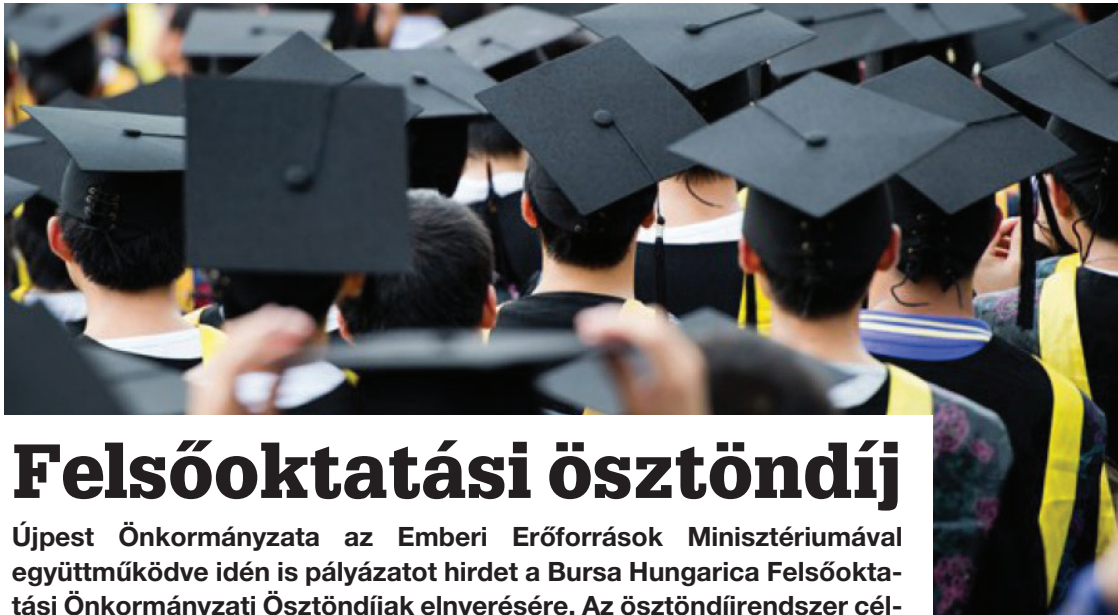 Felsőoktatási ösztöndíj
Újpest Önkormányzata az Emberi Erőforrások Minisztériumával
együttműködve idén is pályázatot hirdet a Bursa Hungarica Felsőokta-
tási Önkormányzati Ösztöndíjak elnyerésére. Az ösztöndíjrendszer cél-